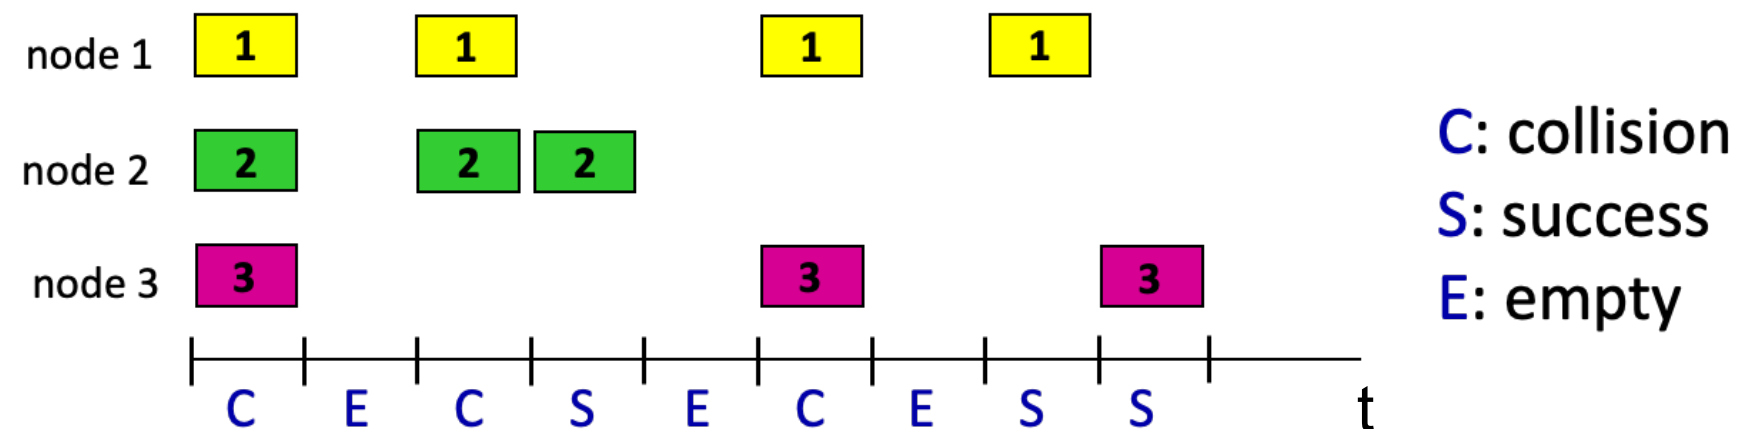 node 1 1 1 1 1
node 2 2 2 2
node 3 3 3 3
C E C S E C E S S t
C: collision
S: success
E: empty